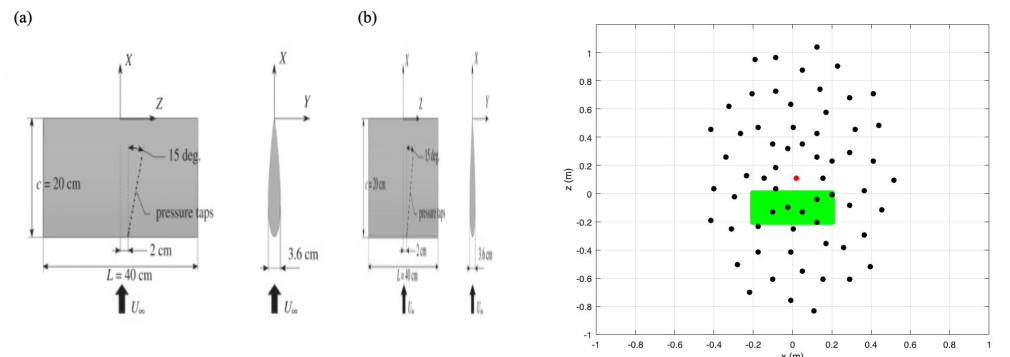 (a)
X
Z
15 deg.
c = 20 cm
pressure taps
2 cm
L = 40 cm
U∞
X
Y
3.6 cm
U∞
(b)
X
Z
15 deg.
c = 20 cm
pressure taps
2 cm
L = 40 cm
U∞
X
Y
3.6 cm
U∞
z (m)
1
0.8
0.6
0.4
0.2
0
-0.2
-0.4
-0.6
-0.8
-1
-1 -0.8 -0.6 -0.4 -0.2 0 0.2 0.4 0.6 0.8 1
x (m)